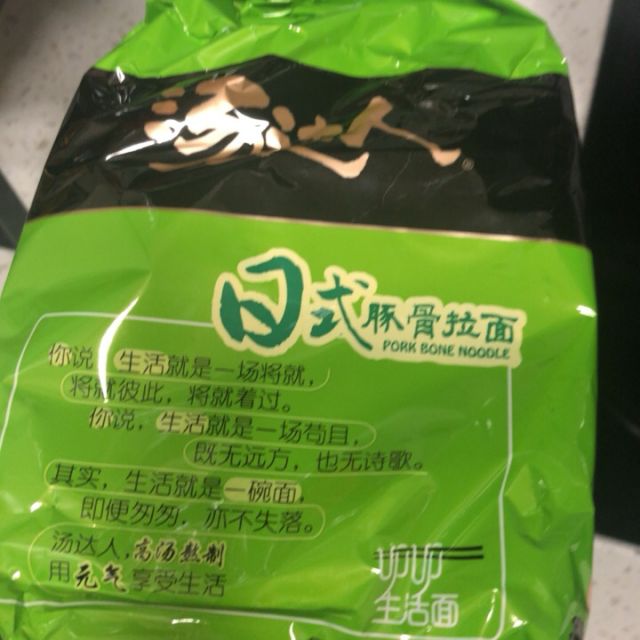 汤达人
日式豚骨拉面
PORK BONE NOODLE
你说，生活就是一场将就，
将就彼此，将就着过。
你说，生活就是一场苟且，
既无远方，也无诗歌。
其实，生活就是一碗面，
即便匆匆，亦不失落。
汤达人，高汤熬制
用元气享受生活
生活面